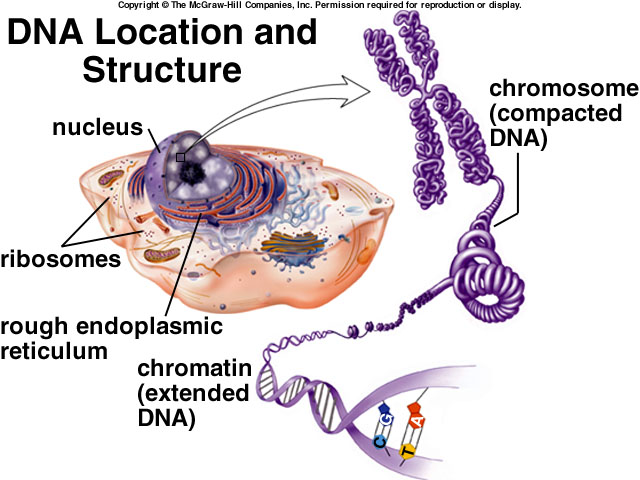 Copyright © The McGraw-Hill Companies, Inc. Permission required for reproduction or display.
DNA Location and
Structure
chromosome
(compacted
DNA)
nucleus
ribosomes
rough endoplasmic
reticulum
chromatin
(extended
DNA)
G
A
C
T